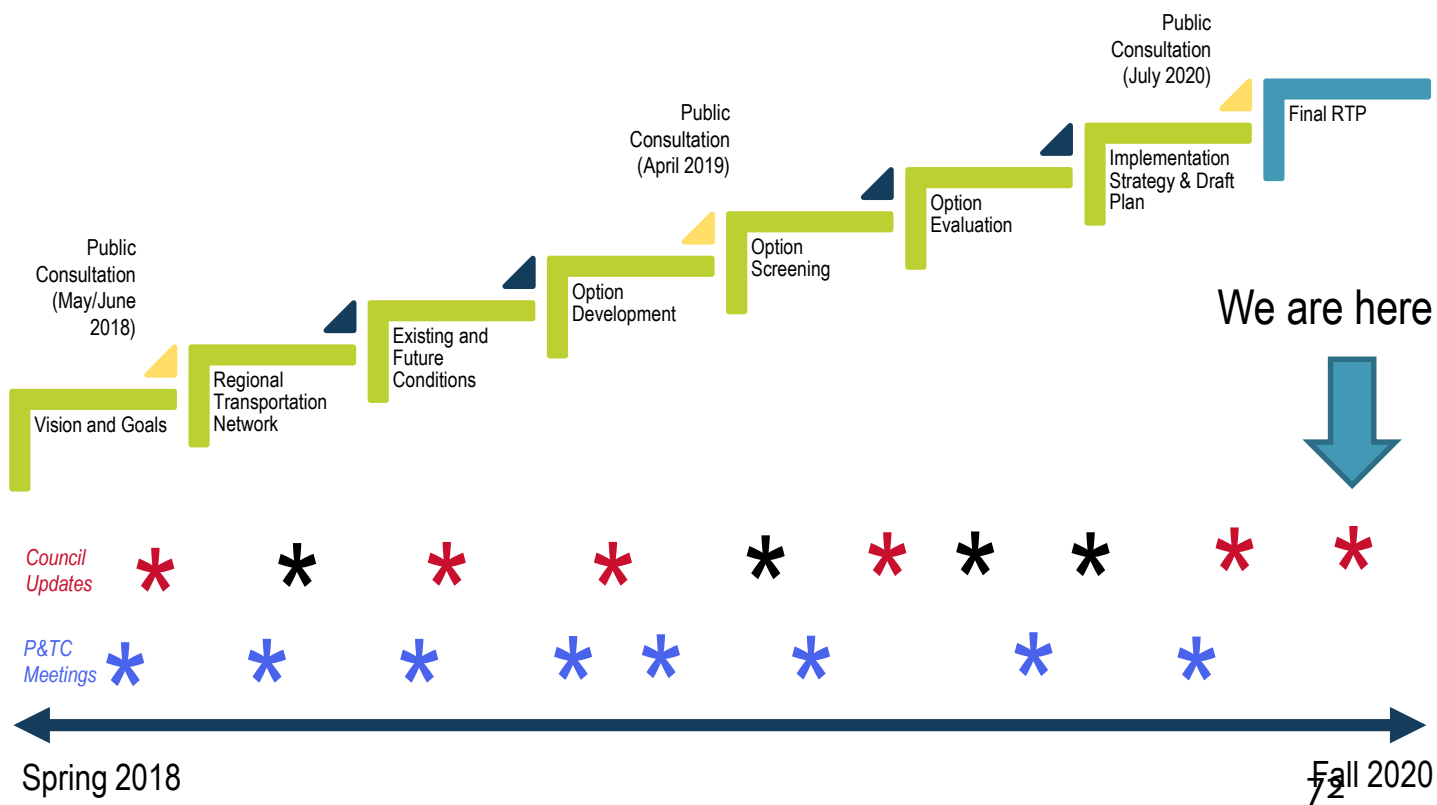 Public
Consultation
(July 2020)
Final RTP
Public
Consultation
(April 2019)
Implementation
Strategy & Draft
Plan
Option
Evaluation
Public
Consultation
(May/June
2018)
Option
Screening
Option
Development
We are here
Existing and
Future
Conditions
Regional
Transportation
Network
Vision and Goals
Council
Updates
* * * * * * * * * *
P&TC
Meetings
* * * * * * * *
Spring 2018
Fall 2020
72